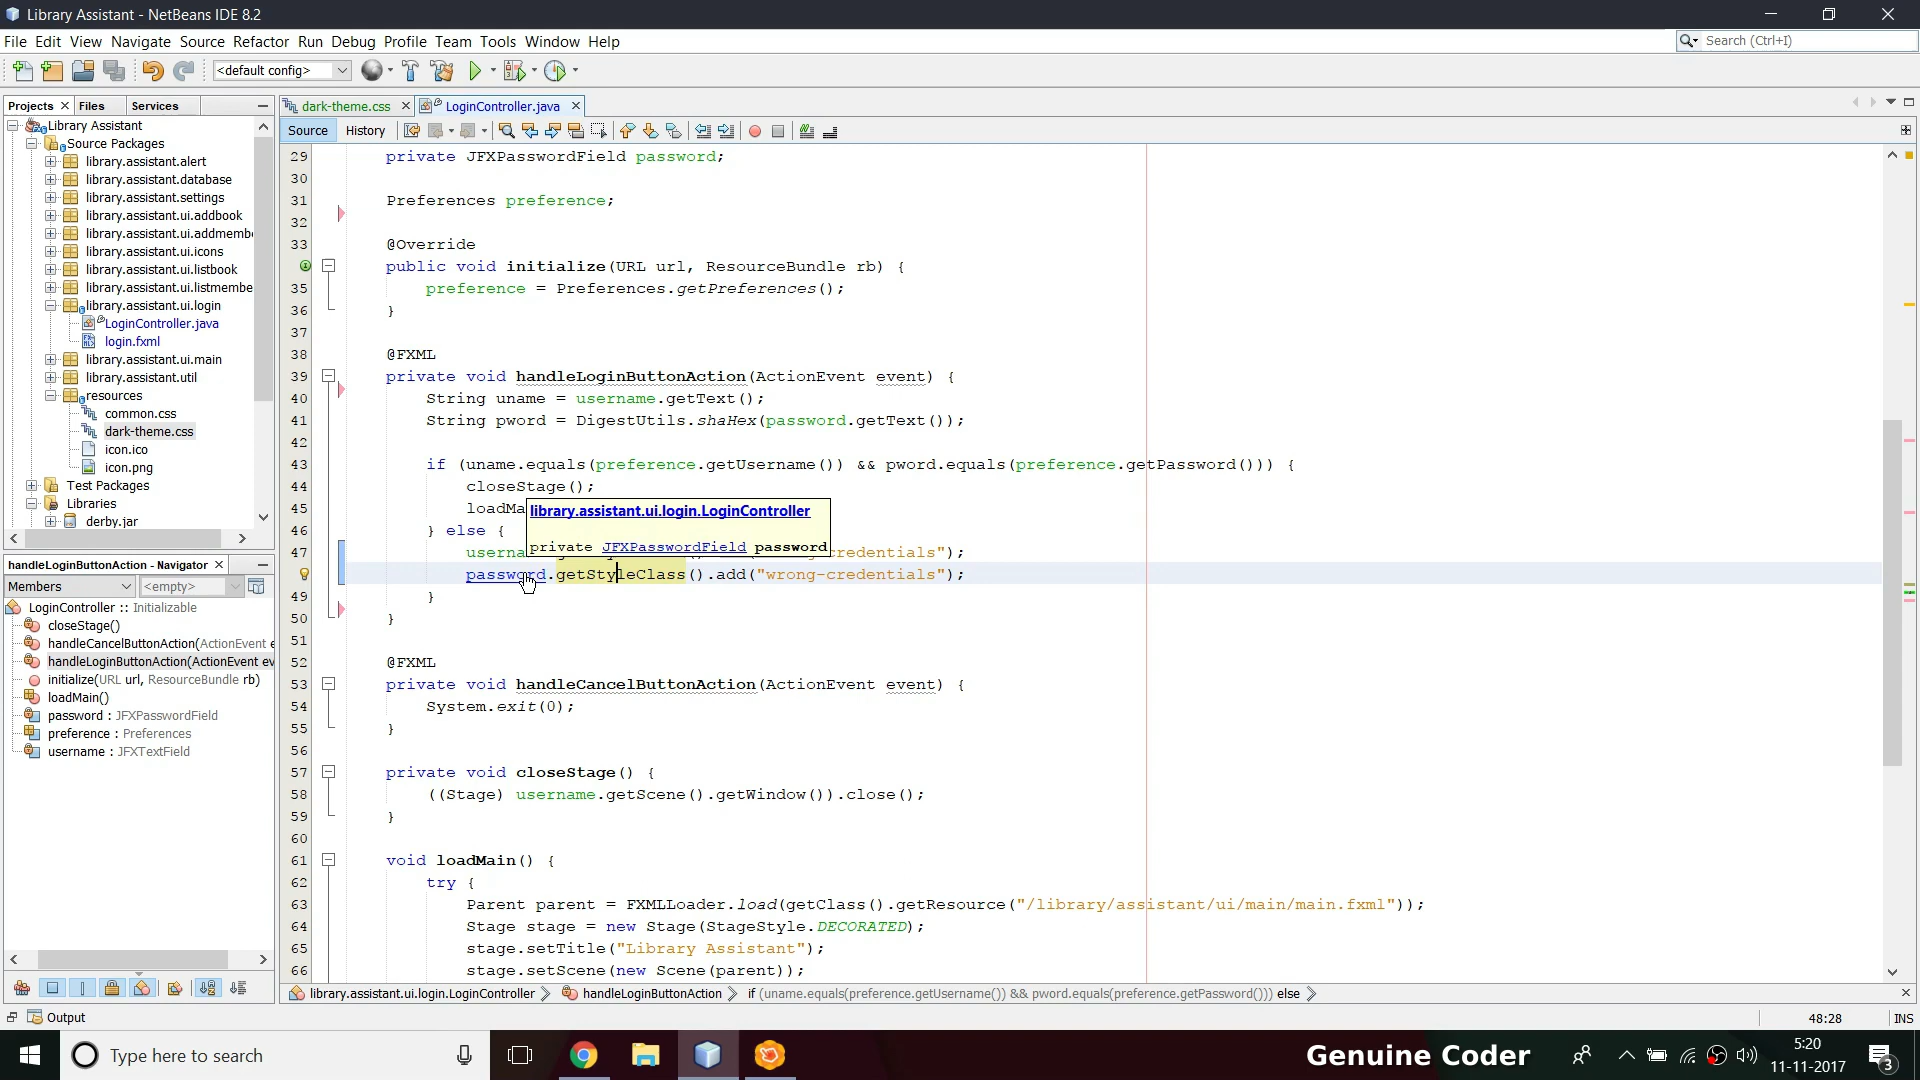 Library Assistant - NetBeans IDE 8.2
File Edit View Navigate Source Refactor Run Debug Profile Team Tools Window Help
Search (Ctrl+I)
<default config>
Projects Files Services
dark-theme.css LoginController.java
Source History
Library Assistant
Source Packages
library.assistant.alert
library.assistant.database
library.assistant.settings
library.assistant.ui.addbook
library.assistant.ui.addmemb
library.assistant.ui.icons
library.assistant.ui.listbook
library.assistant.ui.listmembe
library.assistant.ui.login
LoginController.java
login.fxml
library.assistant.ui.main
library.assistant.util
resources
common.css
dark-theme.css
icon.ico
icon.png
Test Packages
Libraries
derby.jar
handleLoginButtonAction - Navigator
Members <empty>
LoginController :: Initializable
closeStage()
handleCancelButtonAction(ActionEvent e
handleLoginButtonAction(ActionEvent ev
initialize(URL url, ResourceBundle rb)
loadMain()
password : JFXPasswordField
preference : Preferences
username : JFXTextField
29 private JFXPasswordField password;
30
31 Preferences preference;
32
33 @Override
public void initialize(URL url, ResourceBundle rb) {
35 preference = Preferences.getPreferences();
36 }
37
38 @FXML
39 private void handleLoginButtonAction(ActionEvent event) {
40 String uname = username.getText();
41 String pword = DigestUtils.shaHex(password.getText());
42
43 if (uname.equals(preference.getUsername()) && pword.equals(preference.getPassword())) {
44 closeStage();
45 loadMa
library.assistant.ui.login.LoginController
46 } else {
private JFXPasswordField password
47 userna redentials");
password.getStyleClass().add("wrong-credentials");
49 }
50 }
51
52 @FXML
53 private void handleCancelButtonAction(ActionEvent event) {
54 System.exit(0);
55 }
56
57 private void closeStage() {
58 ((Stage) username.getScene().getWindow()).close();
59 }
60
61 void loadMain() {
62 try {
63 Parent parent = FXMLLoader.load(getClass().getResource("/library/assistant/ui/main/main.fxml"));
64 Stage stage = new Stage(StageStyle.DECORATED);
65 stage.setTitle("Library Assistant");
66 stage.setScene(new Scene(parent));
library.assistant.ui.login.LoginController handleLoginButtonAction if (uname.equals(preference.getUsername()) && pword.equals(preference.getPassword())) else
Output
48:28 INS
Type here to search
Genuine Coder
5:20
11-11-2017
3